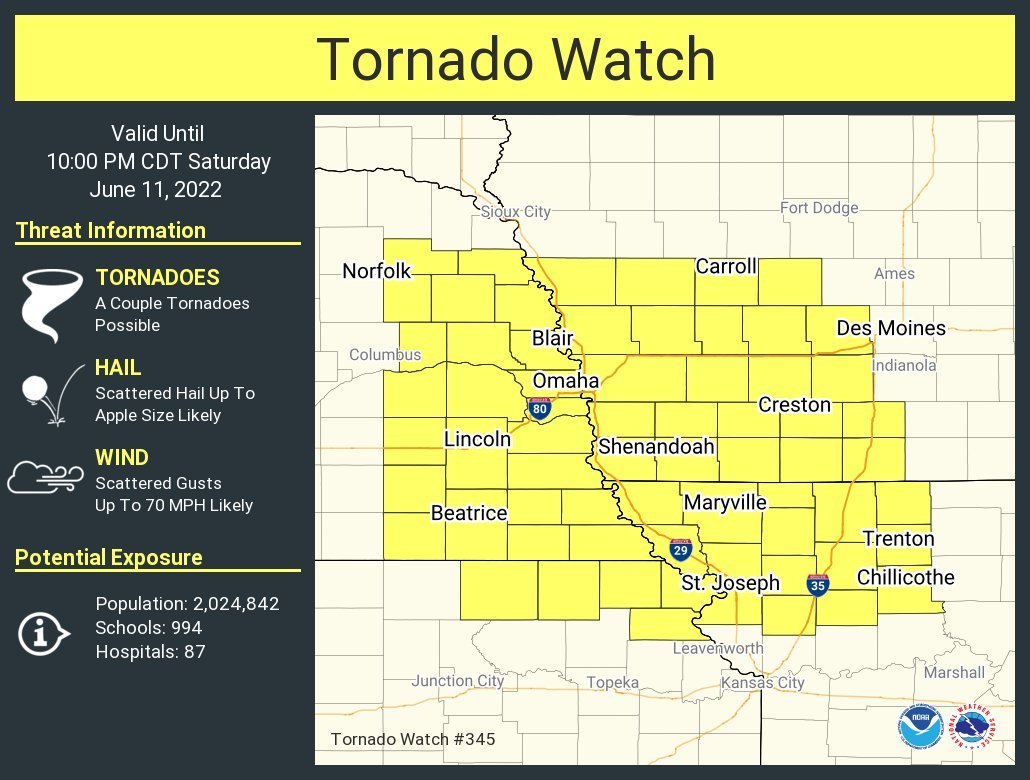 Tornado Watch
Valid Until
10:00 PM CDT Saturday
June 11, 2022
Threat Information
TORNADOES
A Couple Tornadoes
Possible
HAIL
Scattered Hail Up To
Apple Size Likely
WIND
Scattered Gusts
Up To 70 MPH Likely
Potential Exposure
Population: 2,024,842
Schools: 994
Hospitals: 87
Sioux City
Fort Dodge
Norfolk
Carroll
Ames
Blair
Des Moines
Columbus
Indianola
Omaha
80
Creston
Lincoln
Shenandoah
Beatrice
Maryville
Trenton
29
St. Joseph
35
Chillicothe
Leavenworth
Junction City
Topeka
Kansas City
Marshall
Tornado Watch #345
NOAA
NATIONAL WEATHER SERVICE